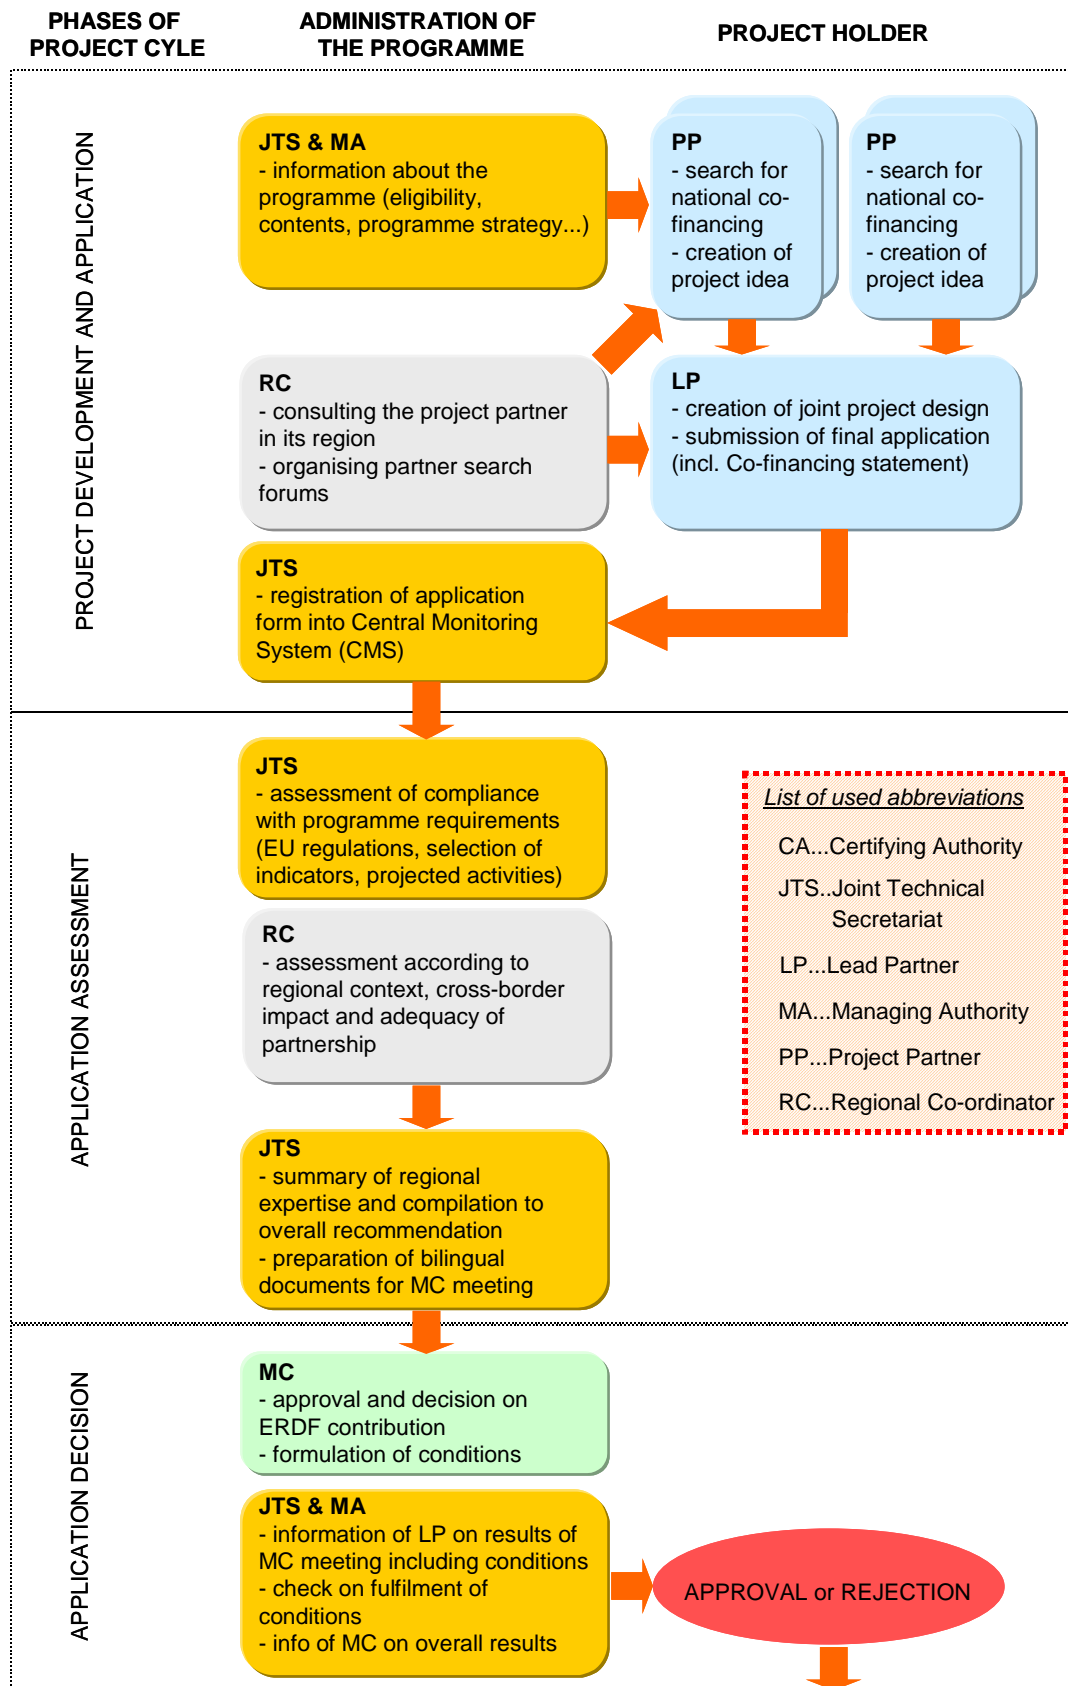 PHASES OF
PROJECT CYLE
ADMINISTRATION OF
THE PROGRAMME
PROJECT HOLDER
PROJECT DEVELOPMENT AND APPLICATION
JTS & MA
- information about the
programme (eligibility,
contents, programme strategy...)
PP
- search for
national co-
financing
- creation of
project idea
PP
- search for
national co-
financing
- creation of
project idea
RC
- consulting the project partner
in its region
- organising partner search
forums
LP
- creation of joint project design
- submission of final application
(incl. Co-financing statement)
JTS
- registration of application
form into Central Monitoring
System (CMS)
APPLICATION ASSESSMENT
JTS
- assessment of compliance
with programme requirements
(EU regulations, selection of
indicators, projected activities)
RC
- assessment according to
regional context, cross-border
impact and adequacy of
partnership
JTS
- summary of regional
expertise and compilation to
overall recommendation
- preparation of bilingual
documents for MC meeting
List of used abbreviations
CA...Certifying Authority
JTS..Joint Technical
Secretariat
LP...Lead Partner
MA...Managing Authority
PP...Project Partner
RC...Regional Co-ordinator
APPLICATION DECISION
MC
- approval and decision on
ERDF contribution
- formulation of conditions
JTS & MA
- information of LP on results of
MC meeting including conditions
- check on fulfilment of
conditions
- info of MC on overall results
APPROVAL or REJECTION